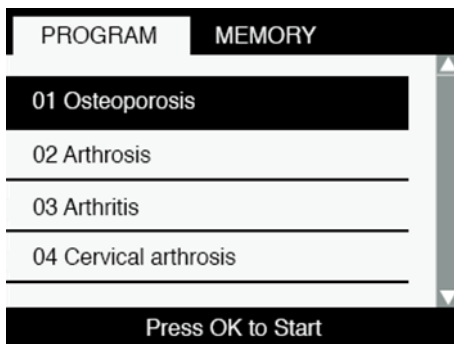 PROGRAM MEMORY
01 Osteoporosis
02 Arthrosis
03 Arthritis
04 Cervical arthrosis
Press OK to Start